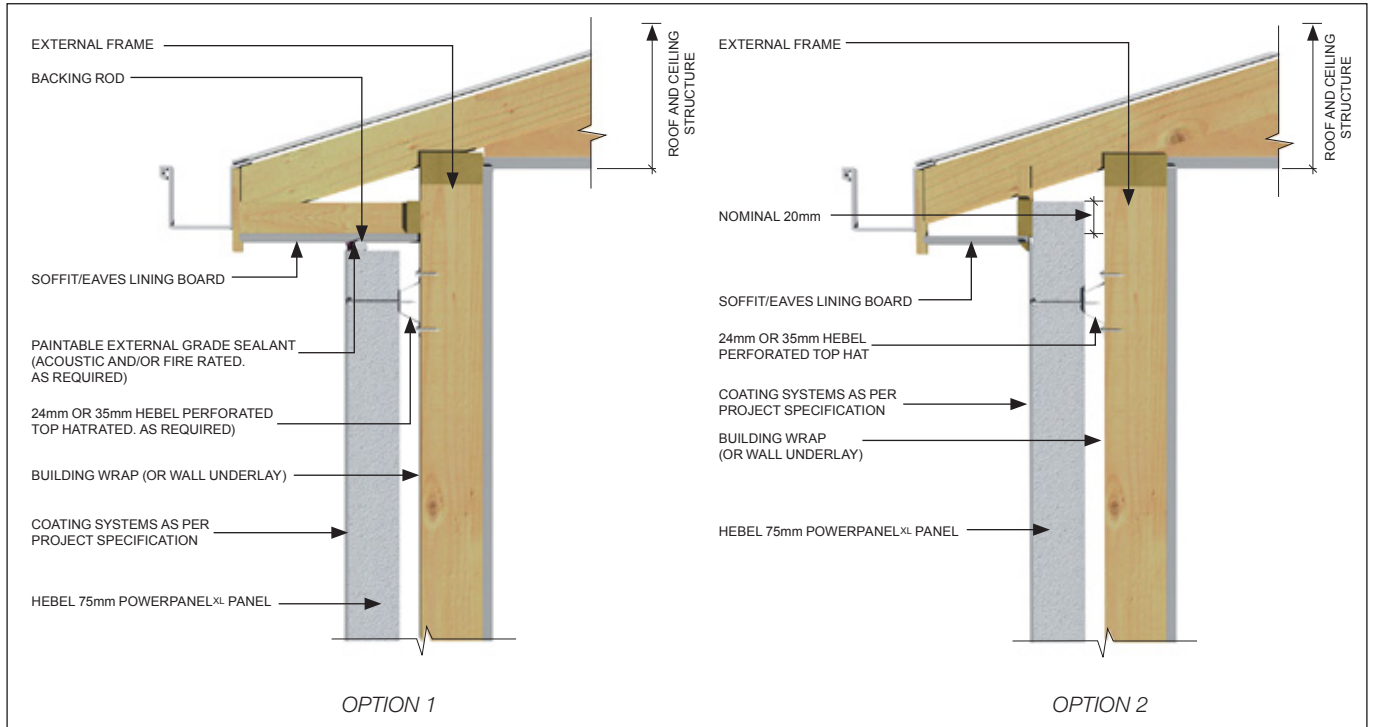 EXTERNAL FRAME
BACKING ROD
ROOF AND CEILING
STRUCTURE
SOFFIT/EAVES LINING BOARD
PAINTABLE EXTERNAL GRADE SEALANT
(ACOUSTIC AND/OR FIRE RATED.
AS REQUIRED)
24mm OR 35mm HEBEL PERFORATED
TOP HATRATED. AS REQUIRED)
BUILDING WRAP (OR WALL UNDERLAY)
COATING SYSTEMS AS PER
PROJECT SPECIFICATION
HEBEL 75mm POWERPANELXL PANEL
OPTION 1
EXTERNAL FRAME
ROOF AND CEILING
STRUCTURE
NOMINAL 20mm
SOFFIT/EAVES LINING BOARD
24mm OR 35mm HEBEL
PERFORATED TOP HAT
COATING SYSTEMS AS PER
PROJECT SPECIFICATION
BUILDING WRAP
(OR WALL UNDERLAY)
HEBEL 75mm POWERPANELXL PANEL
OPTION 2